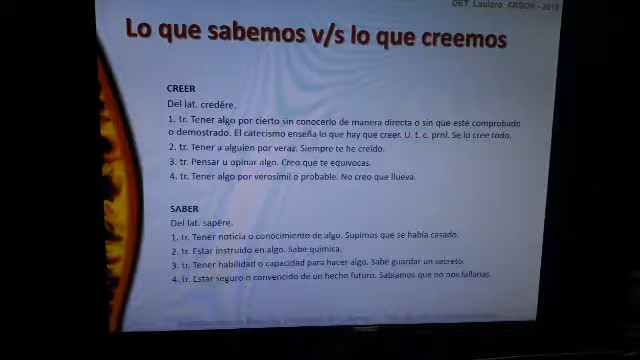 DET Lautaro ARSON - 2018
Lo que sabemos v/s lo que creemos
CREER
Del lat. credĕre.
1. tr. Tener algo por cierto sin conocerlo de manera directa o sin que esté comprobado
o demostrado. El catecismo enseña lo que hay que creer. U. t. c. prnl. Se lo cree todo.
2. tr. Tener a alguien por veraz. Siempre te he creído.
3. tr. Pensar u opinar algo. Creo que te equivocas.
4. tr. Tener algo por verosímil o probable. No creo que llueva.
SABER
Del lat. sapĕre.
1. tr. Tener noticia o conocimiento de algo. Supimos que se había casado.
2. tr. Estar instruido en algo. Sabe química.
3. tr. Tener habilidad o capacidad para hacer algo. Sabe guardar un secreto.
4. tr. Estar seguro o convencido de un hecho futuro. Sabíamos que no nos fallarías.